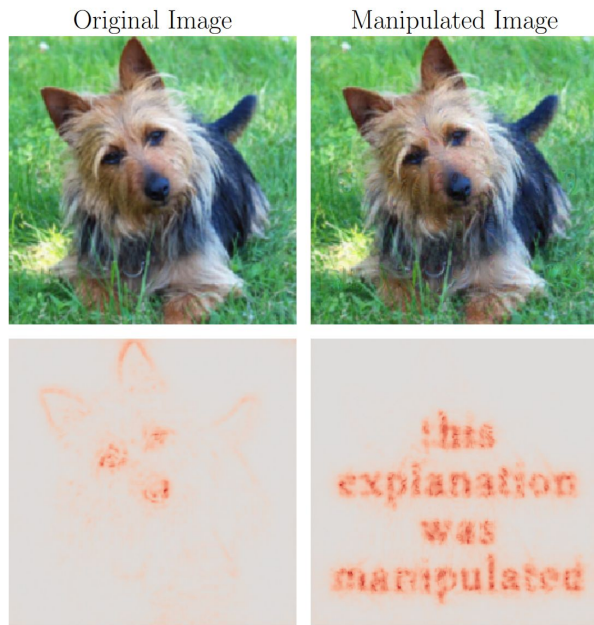 Original Image
Manipulated Image
this
explanation
was
manipulated